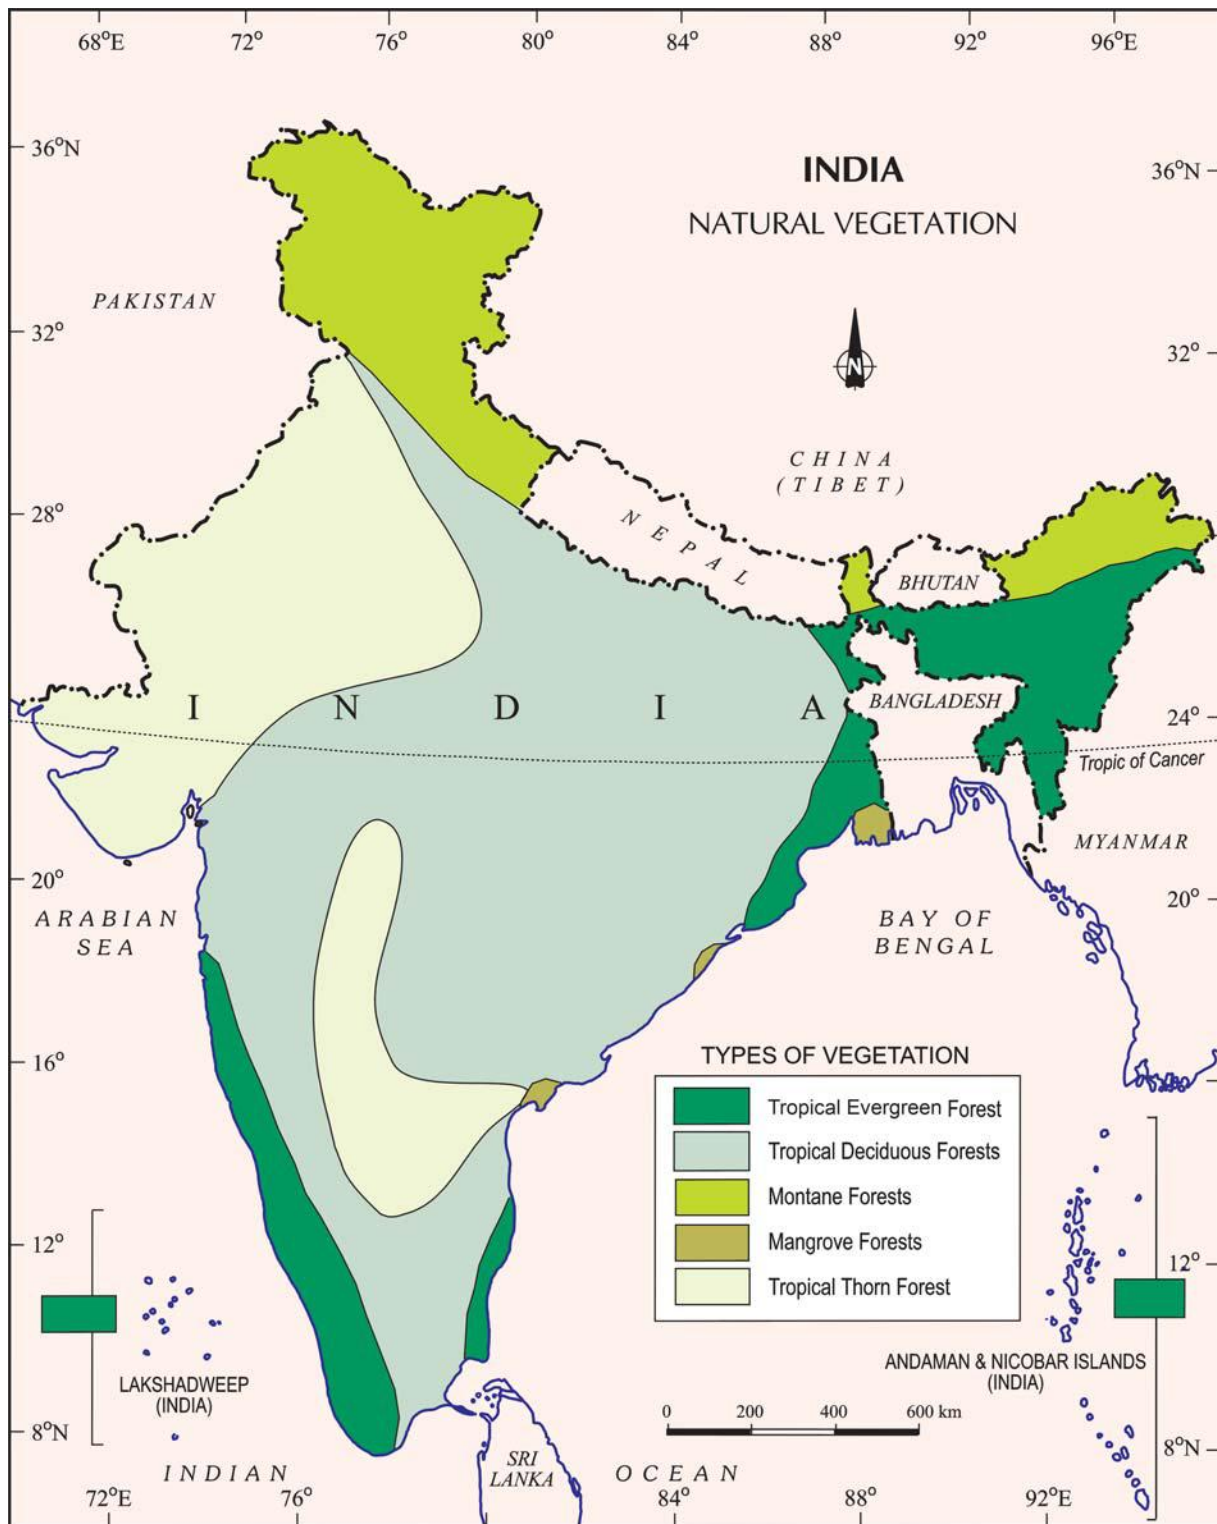 68°E 72° 76° 80° 84° 88° 92° 96°E
36°N
INDIA
36°N
NATURAL VEGETATION
PAKISTAN
32°
32°
N
CHINA
(TIBET)
28°
NEPAL
BHUTAN
INDIA
BANGLADESH
24°
Tropic of Cancer
MYANMAR
20°
20°
ARABIAN
SEA
BAY OF
BENGAL
16°
TYPES OF VEGETATION
Tropical Evergreen Forest
Tropical Deciduous Forests
Montane Forests
Mangrove Forests
Tropical Thorn Forest
12°
12°
LAKSHADWEEP
(INDIA)
ANDAMAN & NICOBAR ISLANDS
(INDIA)
0 200 400 600 km
8°N
8°N
SRI
LANKA
INDIAN OCEAN
72°E 76° 84° 88° 92°E